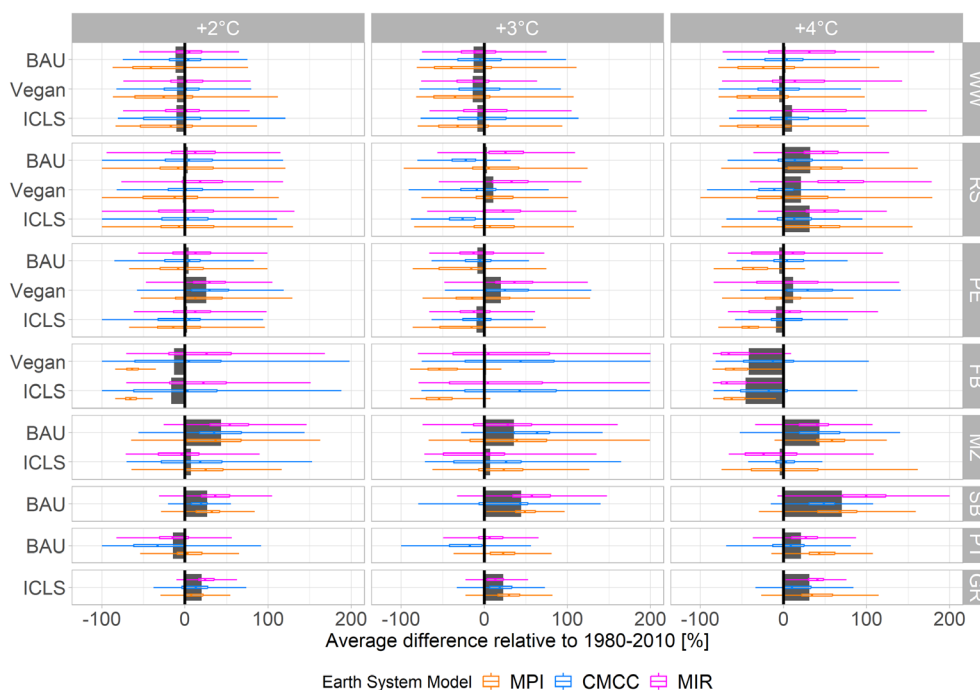 +2°C +3°C +4°C
BAU
Vegan
ICLS
WW
BAU
Vegan
ICLS
RS
BAU
Vegan
ICLS
PE
Vegan
ICLS
FB
BAU
ICLS
MZ
BAU
SB
BAU
PT
ICLS
GR
-100 0 100 200 -100 0 100 200 -100 0 100 200
Average difference relative to 1980-2010 [%]
Earth System Model MPI CMCC MIR